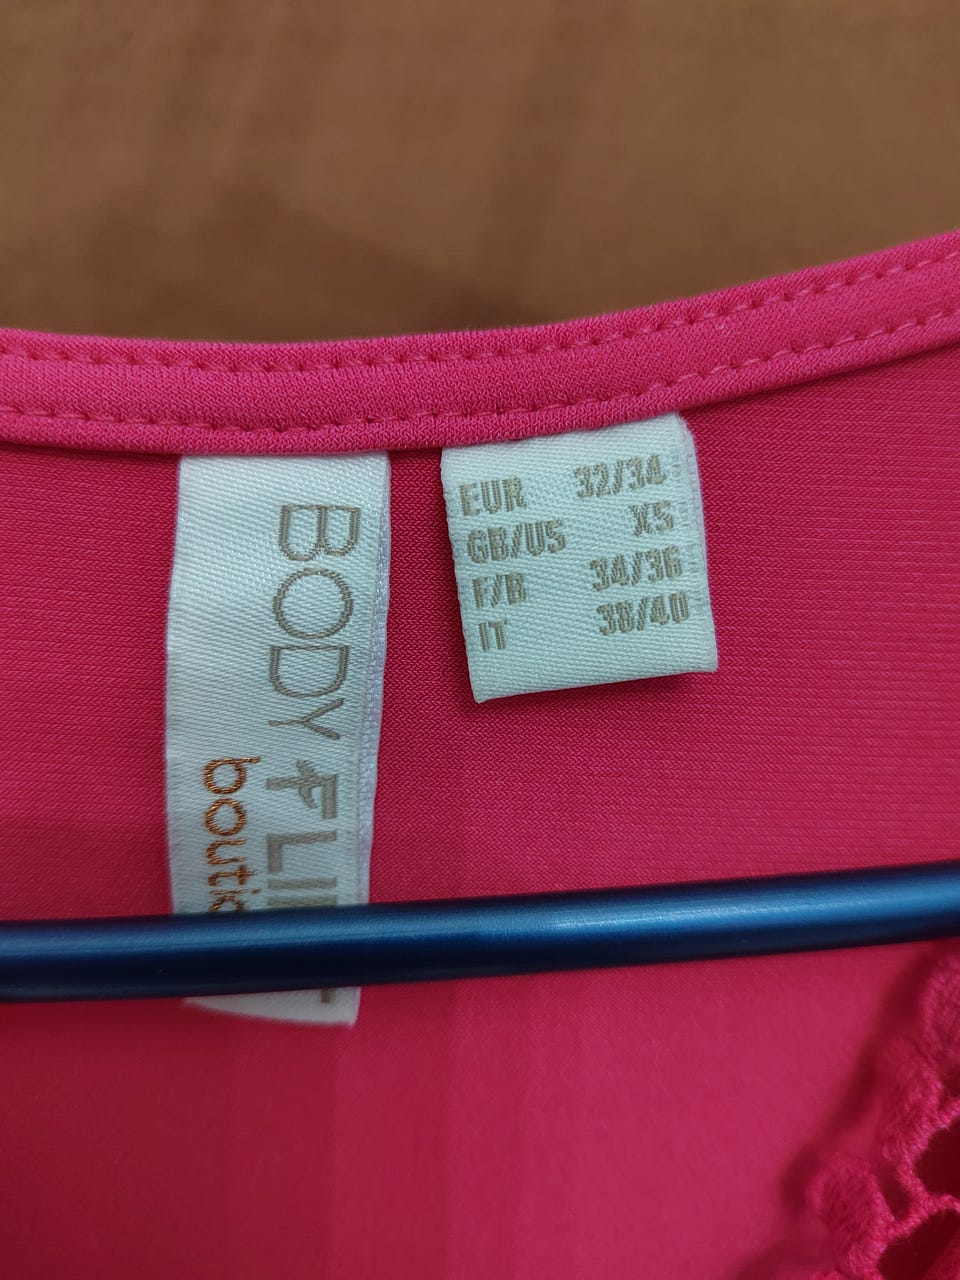 BODY FLI
bouti
EUR 32/34
GB/US XS
F/B 34/36
IT 38/40